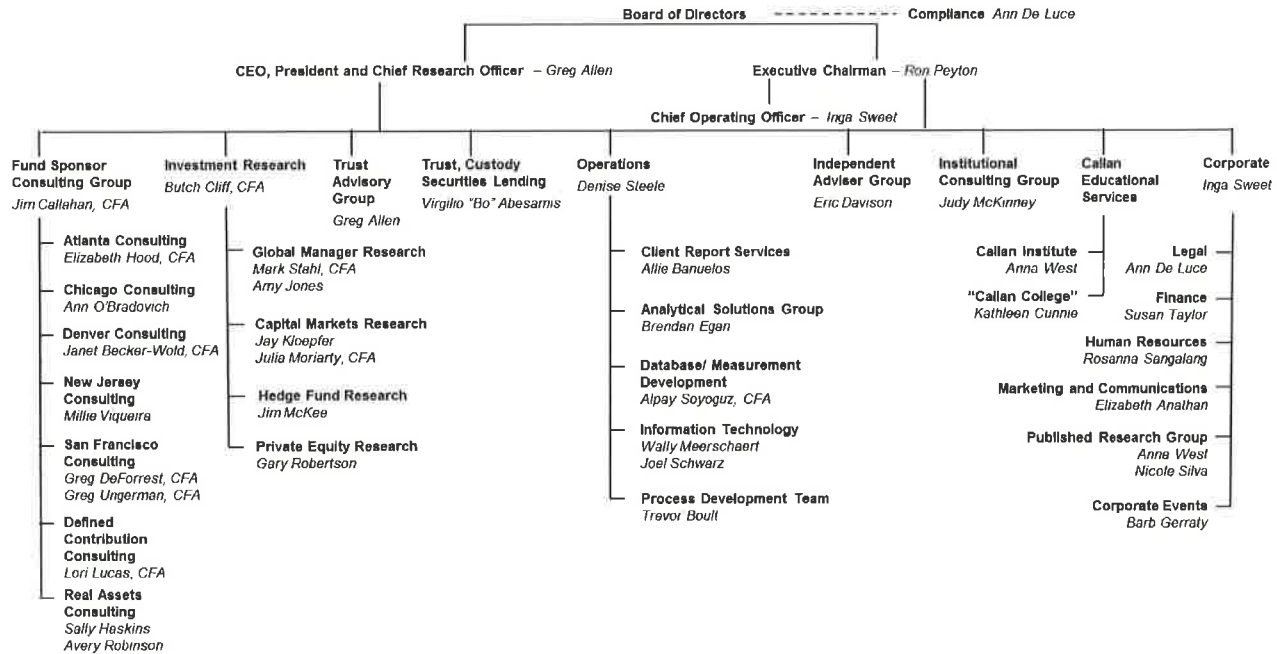 Board of Directors
Compliance Ann De Luce
CEO, President and Chief Research Officer – Greg Allen
Executive Chairman – Ron Peyton
Chief Operating Officer – Inga Sweet
Fund Sponsor
Consulting Group
Jim Callahan, CFA
Atlanta Consulting
Elizabeth Hood, CFA
Chicago Consulting
Ann O'Bradovich
Denver Consulting
Janet Becker-Wold, CFA
New Jersey
Consulting
Millie Viqueira
San Francisco
Consulting
Greg DeForrest, CFA
Greg Ungerman, CFA
Defined
Contribution
Consulting
Lori Lucas, CFA
Real Assets
Consulting
Sally Haskins
Avery Robinson
Investment Research
Butch Cliff, CFA
Global Manager Research
Mark Stahl, CFA
Amy Jones
Capital Markets Research
Jay Kloepfer
Julia Moriarty, CFA
Hedge Fund Research
Jim McKee
Private Equity Research
Gary Robertson
Trust
Advisory
Group
Greg Allen
Trust, Custody
Securities Lending
Virgilio "Bo" Abesamis
Operations
Denise Steele
Client Report Services
Allie Banuelos
Analytical Solutions Group
Brendan Egan
Database/ Measurement
Development
Alpay Soyoguz, CFA
Information Technology
Wally Meerschaert
Joel Schwarz
Process Development Team
Trevor Boult
Independent
Adviser Group
Eric Davison
Institutional
Consulting Group
Judy McKinney
Callan
Educational
Services
Callan Institute
Anna West
"Callan College"
Kathleen Cunnie
Corporate
Inga Sweet
Legal
Ann De Luce
Finance
Susan Taylor
Human Resources
Rosanna Sangalang
Marketing and Communications
Elizabeth Anathan
Published Research Group
Anna West
Nicole Silva
Corporate Events
Barb Gerraty